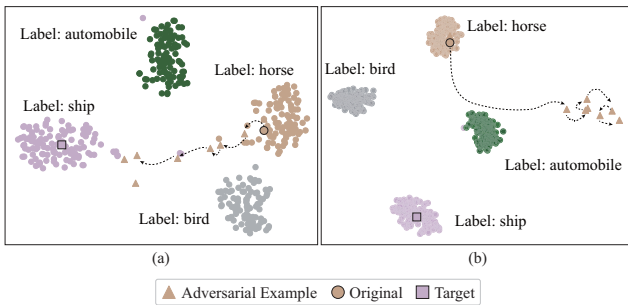 Label: automobile
Label: horse
Label: ship
Label: bird
(a)
Label: horse
Label: bird
Label: automobile
Label: ship
(b)
Adversarial Example Original Target